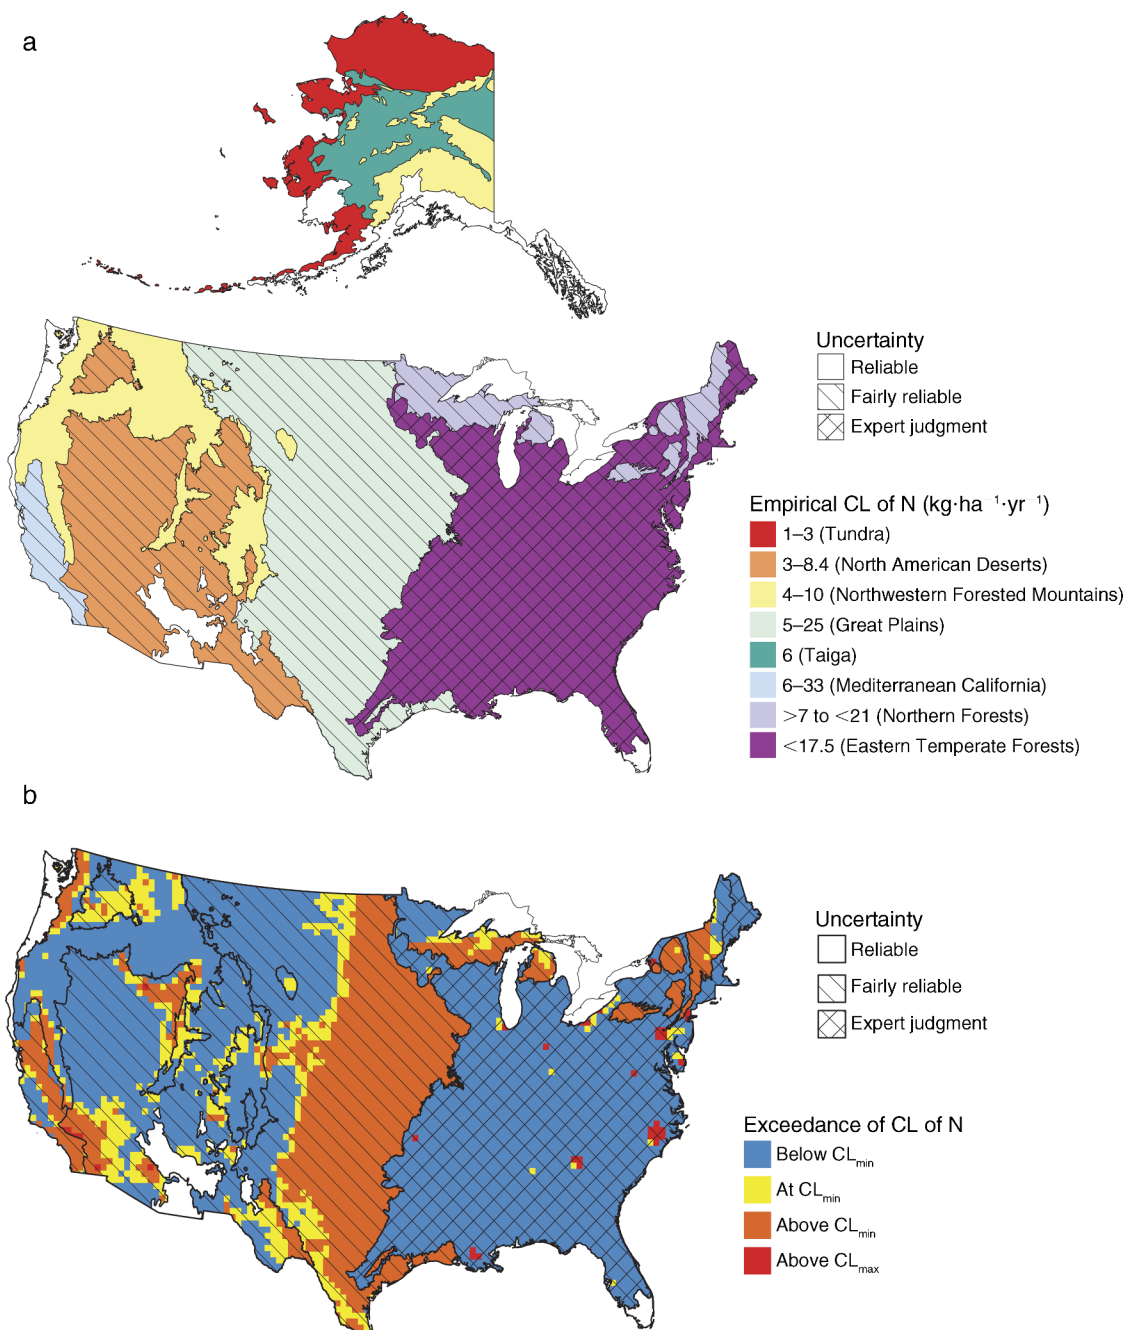 a
Uncertainty
Reliable
Fairly reliable
Expert judgment
Empirical CL of N (kg·ha⁻¹·yr⁻¹)
1–3 (Tundra)
3–8.4 (North American Deserts)
4–10 (Northwestern Forested Mountains)
5–25 (Great Plains)
6 (Taiga)
6–33 (Mediterranean California)
>7 to <21 (Northern Forests)
<17.5 (Eastern Temperate Forests)
b
Uncertainty
Reliable
Fairly reliable
Expert judgment
Exceedance of CL of N
Below CLmin
At CLmin
Above CLmin
Above CLmax